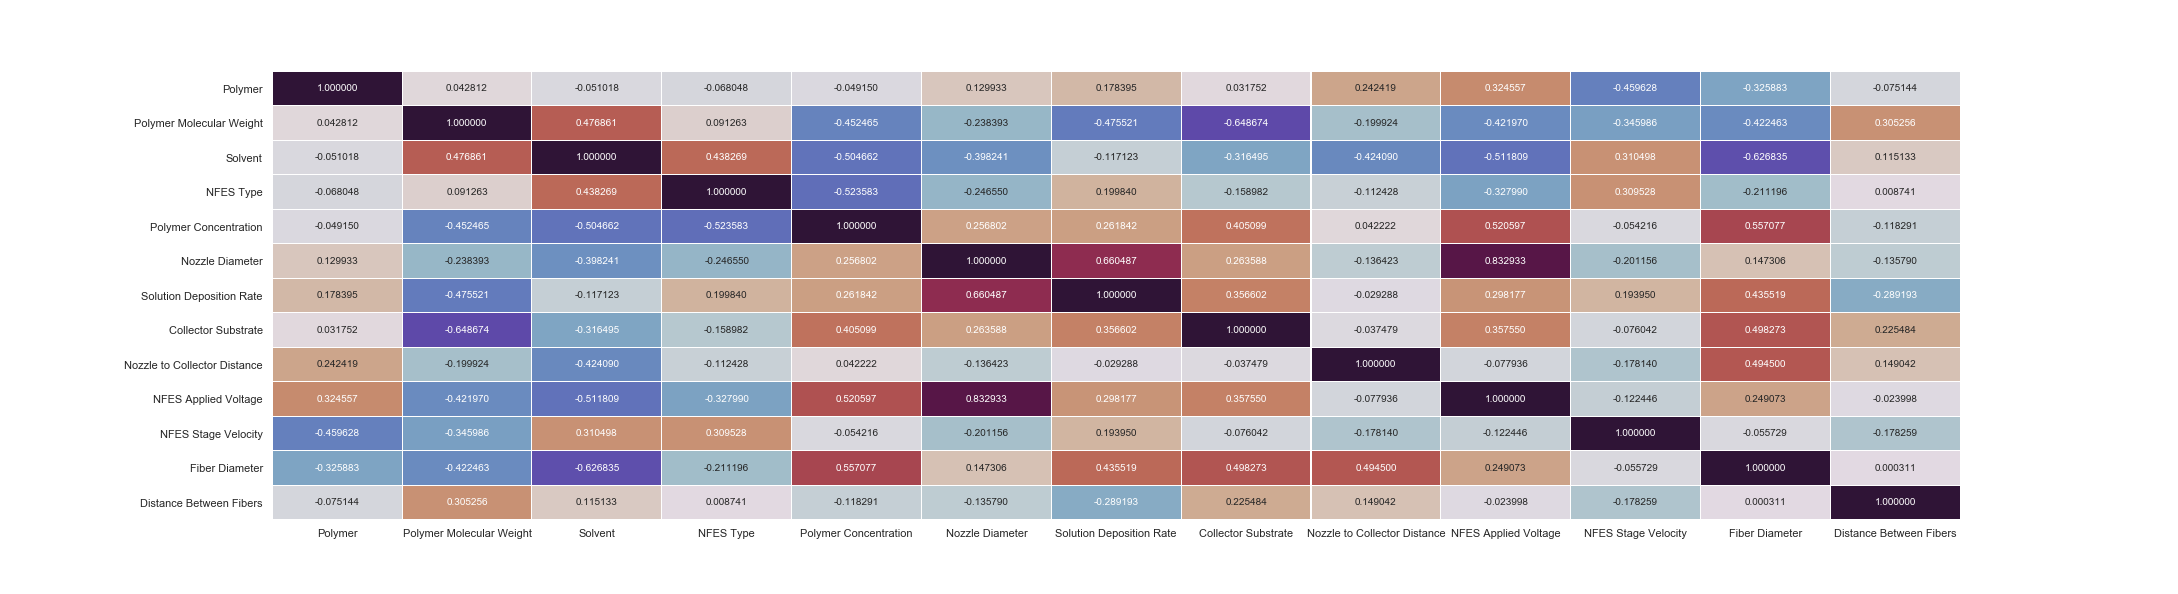 Polymer 1.000000 0.042812 -0.051018 -0.068048 -0.049150 0.129933 0.178395 0.031752 0.242419 0.324557 -0.459628 -0.325883 -0.075144
Polymer Molecular Weight 0.042812 1.000000 0.476861 0.091263 -0.452465 -0.238393 -0.475521 -0.648674 -0.199924 -0.421970 -0.345986 -0.422463 0.305256
Solvent -0.051018 0.476861 1.000000 0.438269 -0.504662 -0.398241 -0.117123 -0.316495 -0.424090 -0.511809 0.310498 -0.626835 0.115133
NFES Type -0.068048 0.091263 0.438269 1.000000 -0.523583 -0.246550 0.199840 -0.158982 -0.112428 -0.327990 0.309528 -0.211196 0.008741
Polymer Concentration -0.049150 -0.452465 -0.504662 -0.523583 1.000000 0.256802 0.261842 0.405099 0.042222 0.520597 -0.054216 0.557077 -0.118291
Nozzle Diameter 0.129933 -0.238393 -0.398241 -0.246550 0.256802 1.000000 0.660487 0.263588 -0.136423 0.832933 -0.201156 0.147306 -0.135790
Solution Deposition Rate 0.178395 -0.475521 -0.117123 0.199840 0.261842 0.660487 1.000000 0.356602 -0.029288 0.298177 0.193950 0.435519 -0.289193
Collector Substrate 0.031752 -0.648674 -0.316495 -0.158982 0.405099 0.263588 0.356602 1.000000 -0.037479 0.357550 -0.076042 0.498273 0.225484
Nozzle to Collector Distance 0.242419 -0.199924 -0.424090 -0.112428 0.042222 -0.136423 -0.029288 -0.037479 1.000000 -0.077936 -0.178140 0.494500 0.149042
NFES Applied Voltage 0.324557 -0.421970 -0.511809 -0.327990 0.520597 0.832933 0.298177 0.357550 -0.077936 1.000000 -0.122446 0.249073 -0.023998
NFES Stage Velocity -0.459628 -0.345986 0.310498 0.309528 -0.054216 -0.201156 0.193950 -0.076042 -0.178140 -0.122446 1.000000 -0.055729 -0.178259
Fiber Diameter -0.325883 -0.422463 -0.626835 -0.211196 0.557077 0.147306 0.435519 0.498273 0.494500 0.249073 -0.055729 1.000000 0.000311
Distance Between Fibers -0.075144 0.305256 0.115133 0.008741 -0.118291 -0.135790 -0.289193 0.225484 0.149042 -0.023998 -0.178259 0.000311 1.000000
Polymer Polymer Molecular Weight Solvent NFES Type Polymer Concentration Nozzle Diameter Solution Deposition Rate Collector Substrate Nozzle to Collector Distance NFES Applied Voltage NFES Stage Velocity Fiber Diameter Distance Between Fibers